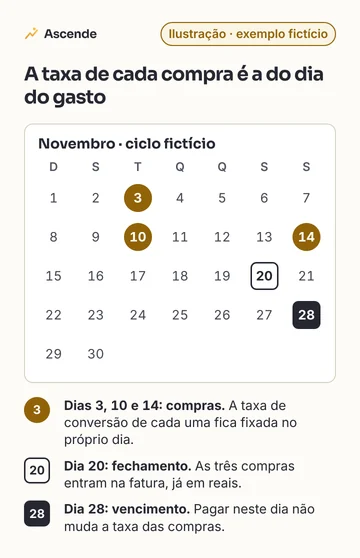 Ascende
Ilustração · exemplo fictício
A taxa de cada compra é a do dia
do gasto
Novembro · ciclo fictício
D S T Q Q S S
1 2 3 4 5 6 7
8 9 10 11 12 13 14
15 16 17 18 19 20 21
22 23 24 25 26 27 28
29 30
3 Dias 3, 10 e 14: compras. A taxa de
conversão de cada uma fica fixada no
próprio dia.
20 Dia 20: fechamento. As três compras
entram na fatura, já em reais.
28 Dia 28: vencimento. Pagar neste dia não
muda a taxa das compras.